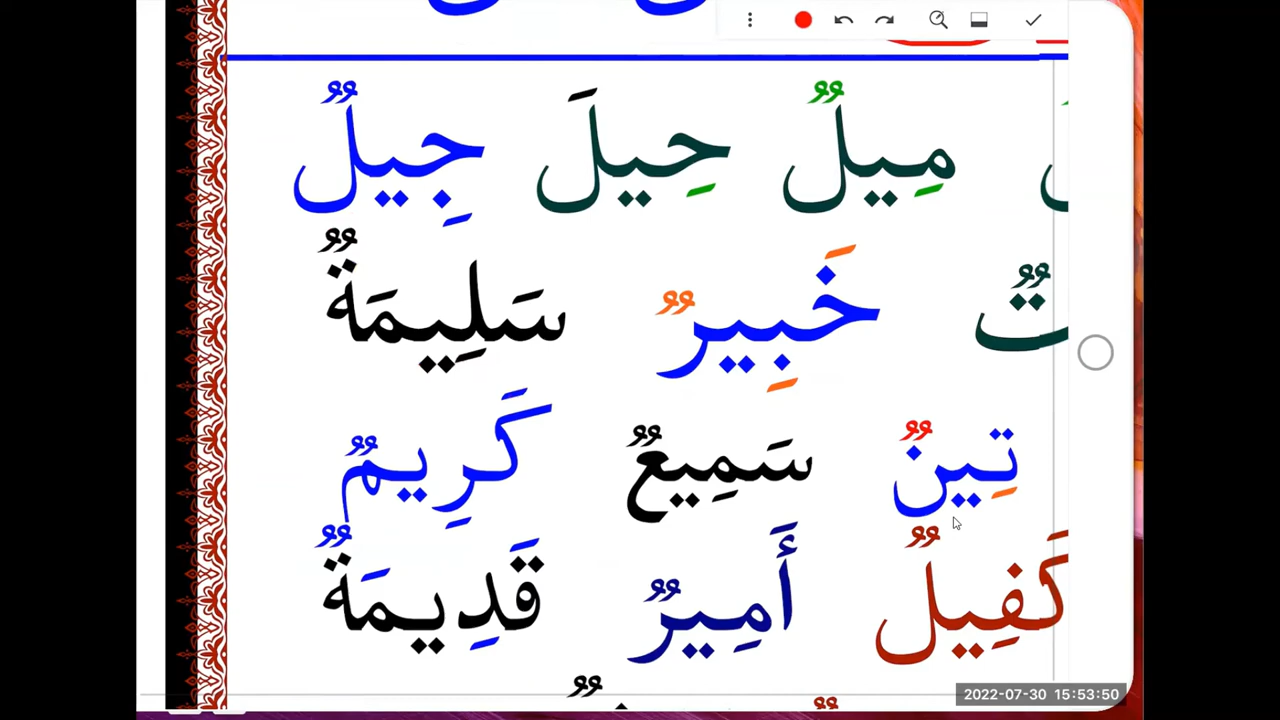 مِيلٌ حِيلَ جِيلٌ
خَبِيرٌ سَلِيمَةٌ
تِينٌ سَمِيعٌ كَرِيمٌ
كَفِيلٌ أَمِيرٌ قَدِيمَةٌ
2022-07-30 15:53:50